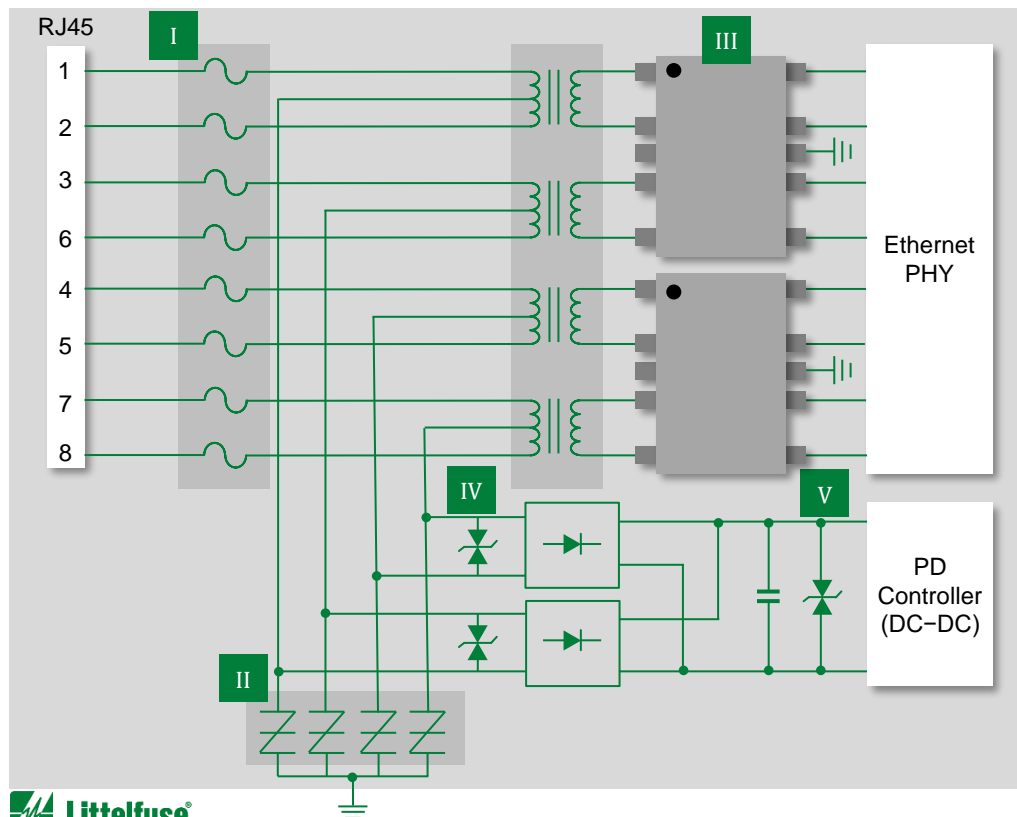 RJ45
I
III
1
2
3
6
4
5
7
8
Ethernet
PHY
IV
V
PD
Controller
(DC−DC)
II
Littelfuse®